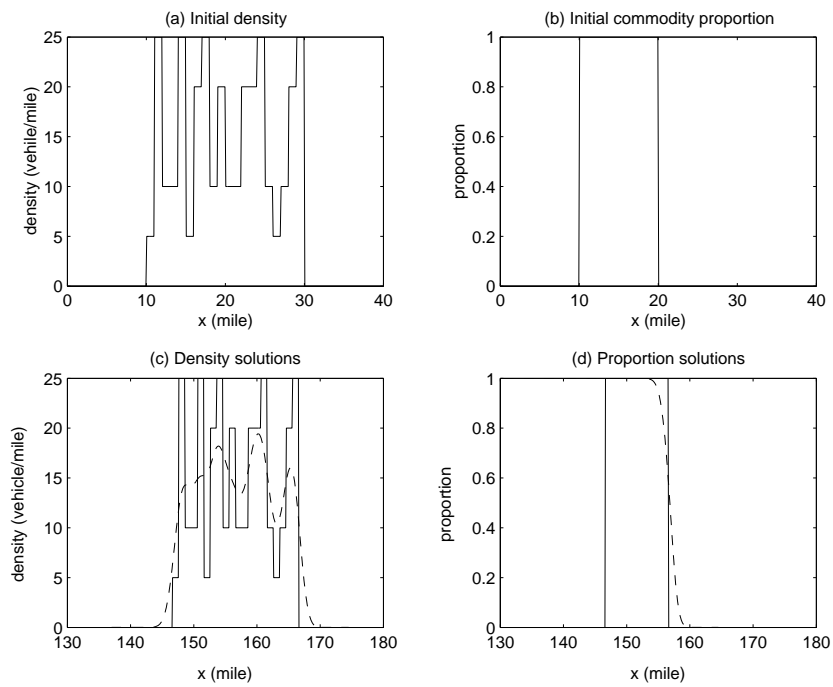 (a) Initial density
25
20
15
10
5
0
0 10 20 30 40
x (mile)
density (vehile/mile)
(b) Initial commodity proportion
1
0.8
0.6
0.4
0.2
0
0 10 20 30 40
x (mile)
proportion
(c) Density solutions
25
20
15
10
5
0
130 140 150 160 170 180
x (mile)
density (vehicle/mile)
(d) Proportion solutions
1
0.8
0.6
0.4
0.2
0
130 140 150 160 170 180
x (mile)
proportion